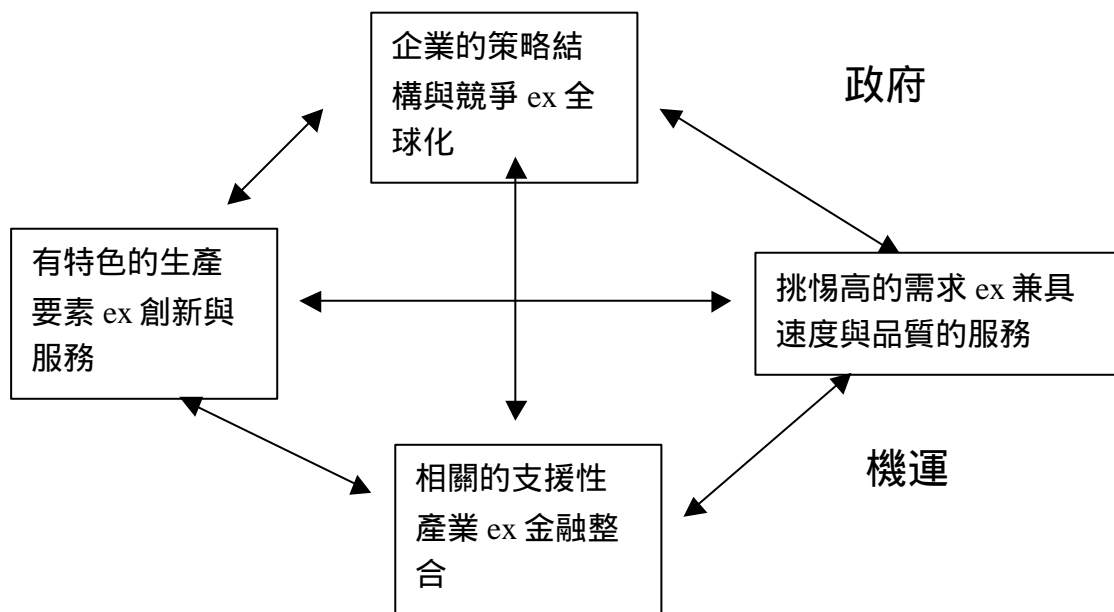 企業的策略結
構與競爭 ex 全
球化
政府
有特色的生產
要素 ex 創新與
服務
挑惕高的需求 ex 兼具
速度與品質的服務
相關的支援性
產業 ex 金融整
合
機運